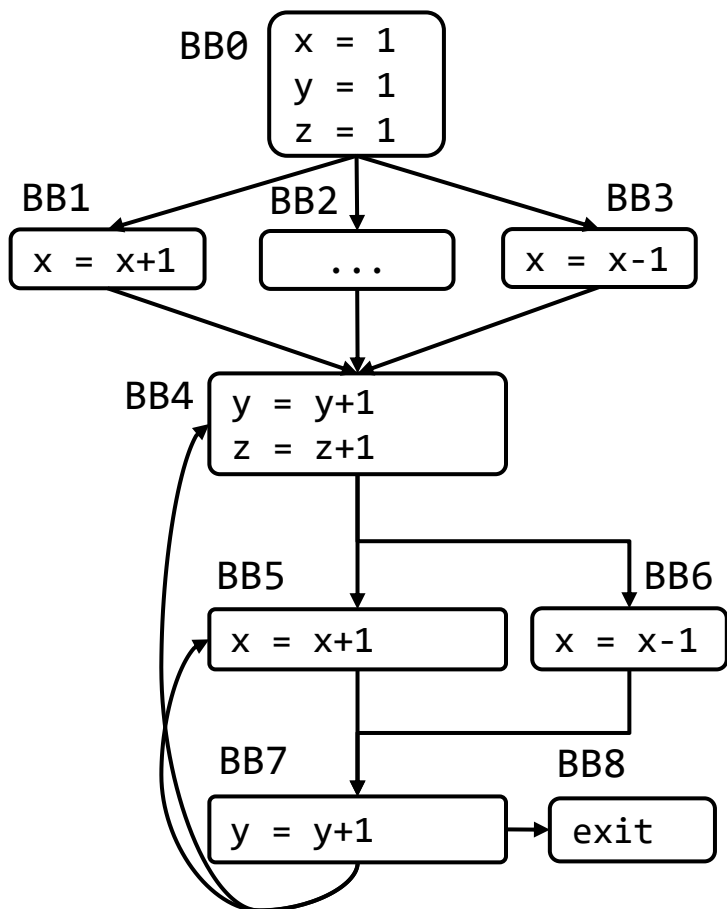 BB0
x = 1
y = 1
z = 1
BB1
BB2
BB3
x = x+1
...
x = x-1
BB4
y = y+1
z = z+1
BB5
BB6
x = x+1
x = x-1
BB7
BB8
y = y+1
exit